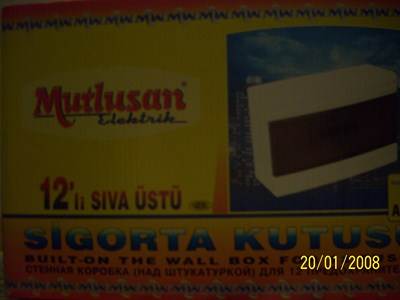 Mutlusan
Elektrik
12'li SIVA ÜSTÜ
SİGORTA KUTUSU
BUILT-ON THE WALL BOX FO
СТЕННАЯ КОРОБКА (НАД ШТУКАТУРКОЙ) ДЛЯ 12
20/01/2008